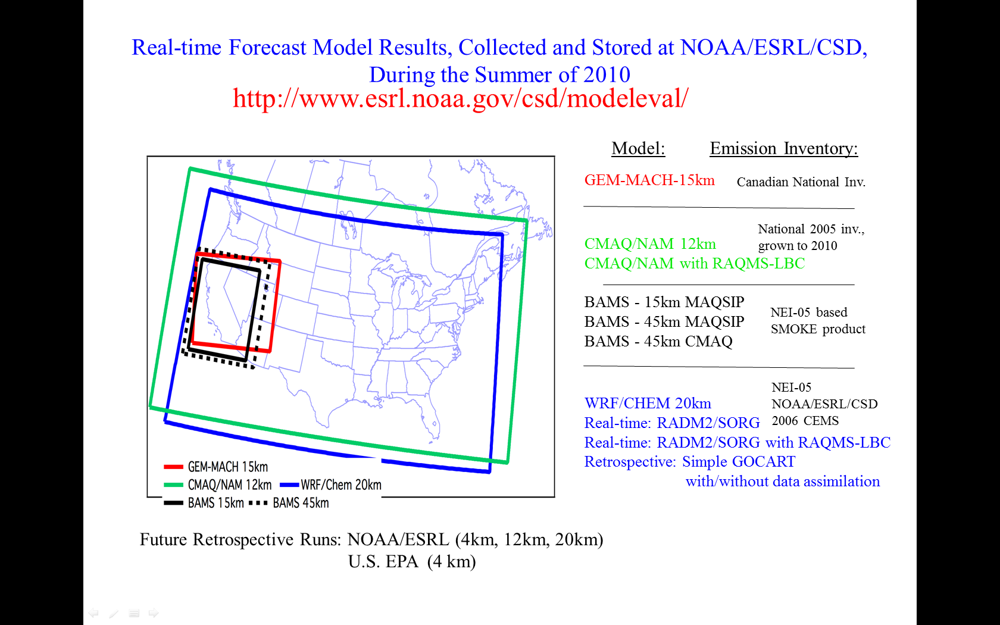 Real-time Forecast Model Results, Collected and Stored at NOAA/ESRL/CSD,
During the Summer of 2010
http://www.esrl.noaa.gov/csd/modeleval/
Model: Emission Inventory:
GEM-MACH-15km Canadian National Inv.
National 2005 inv.,
CMAQ/NAM 12km grown to 2010
CMAQ/NAM with RAQMS-LBC
BAMS - 15km MAQSIP
BAMS - 45km MAQSIP
BAMS - 45km CMAQ
NEI-05 based
SMOKE product
NEI-05
NOAA/ESRL/CSD
2006 CEMS
WRF/CHEM 20km
Real-time: RADM2/SORG
Real-time: RADM2/SORG with RAQMS-LBC
Retrospective: Simple GOCART
with/without data assimilation
GEM-MACH 15km
CMAQ/NAM 12km WRF/Chem 20km
BAMS 15km BAMS 45km
Future Retrospective Runs: NOAA/ESRL (4km, 12km, 20km)
U.S. EPA (4 km)